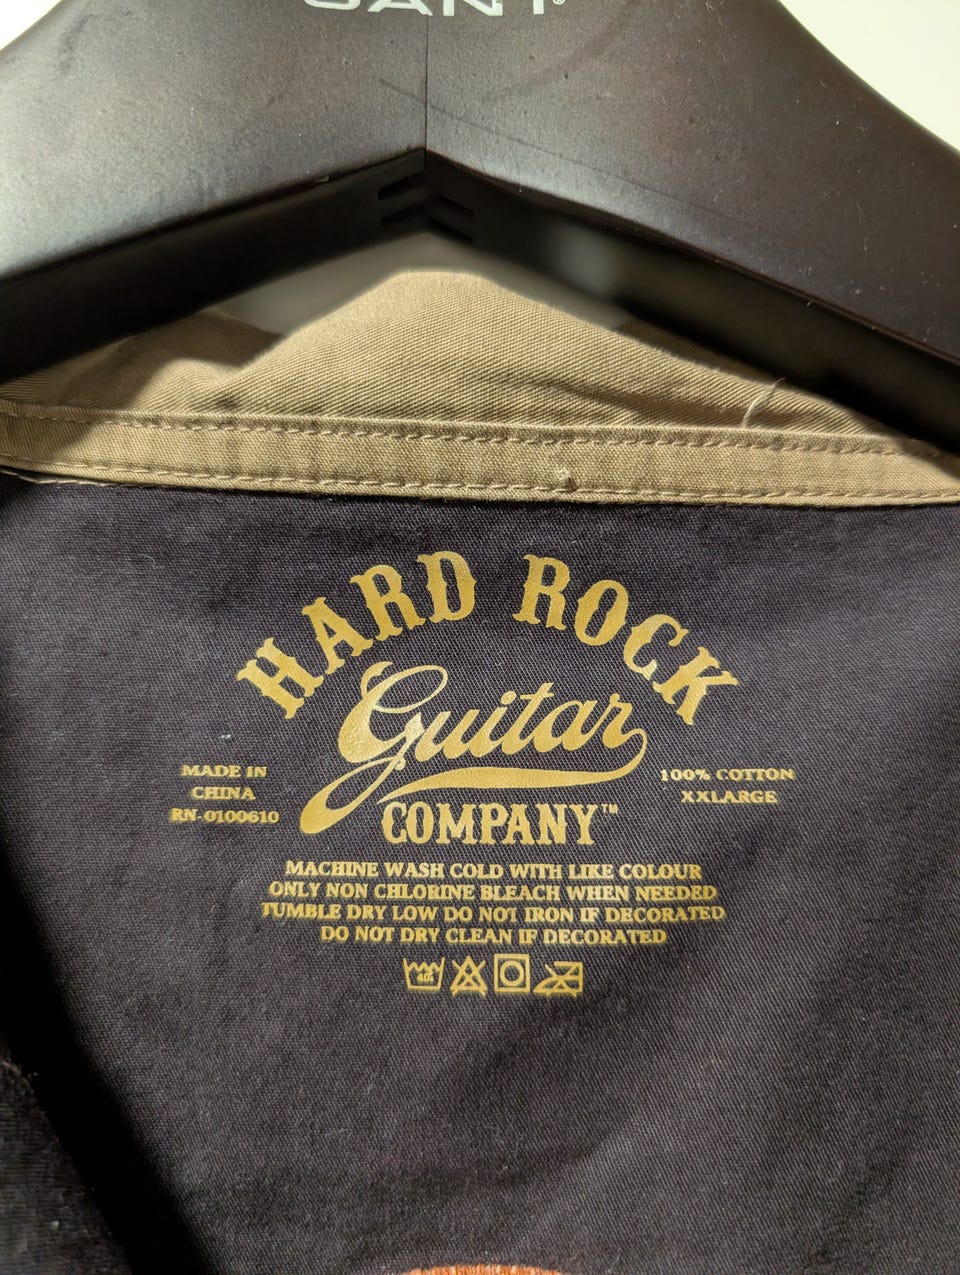 GANT®
HARD ROCK
Guitar
COMPANY™
MADE IN
CHINA
RN-0100610
100% COTTON
XXLARGE
MACHINE WASH COLD WITH LIKE COLOUR
ONLY NON CHLORINE BLEACH WHEN NEEDED
TUMBLE DRY LOW DO NOT IRON IF DECORATED
DO NOT DRY CLEAN IF DECORATED
40°